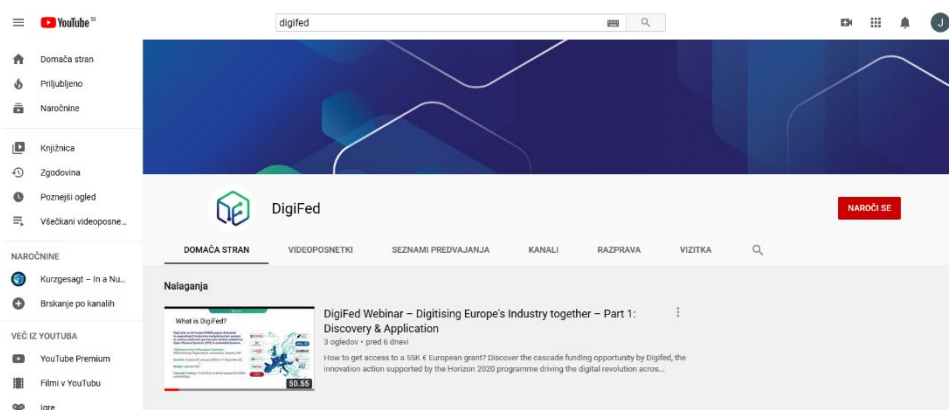 YouTube SI
digifed
J
Domača stran
Priljubljeno
Naročnine
Knjižnica
Zgodovina
Poznejši ogled
Všečkani videoposne...
NAROČNINE
Kurzgesagt – In a Nu...
Brskanje po kanalih
VEČ IZ YOUTUBA
YouTube Premium
Filmi v YouTubu
Igre
DigiFed
NAROČI SE
DOMAČA STRAN VIDEOPOSNETKI SEZNAMI PREDVAJANJA KANALI RAZPRAVA VIZITKA
Nalaganja
What is DigiFed?
50.55
DigiFed Webinar – Digitising Europe's Industry together – Part 1:
Discovery & Application
3 ogledov • pred 6 dnevi
How to get access to a 55K € European grant? Discover the cascade funding opportunity by Digifed, the
innovation action supported by the Horizon 2020 programme driving the digital revolution acros...